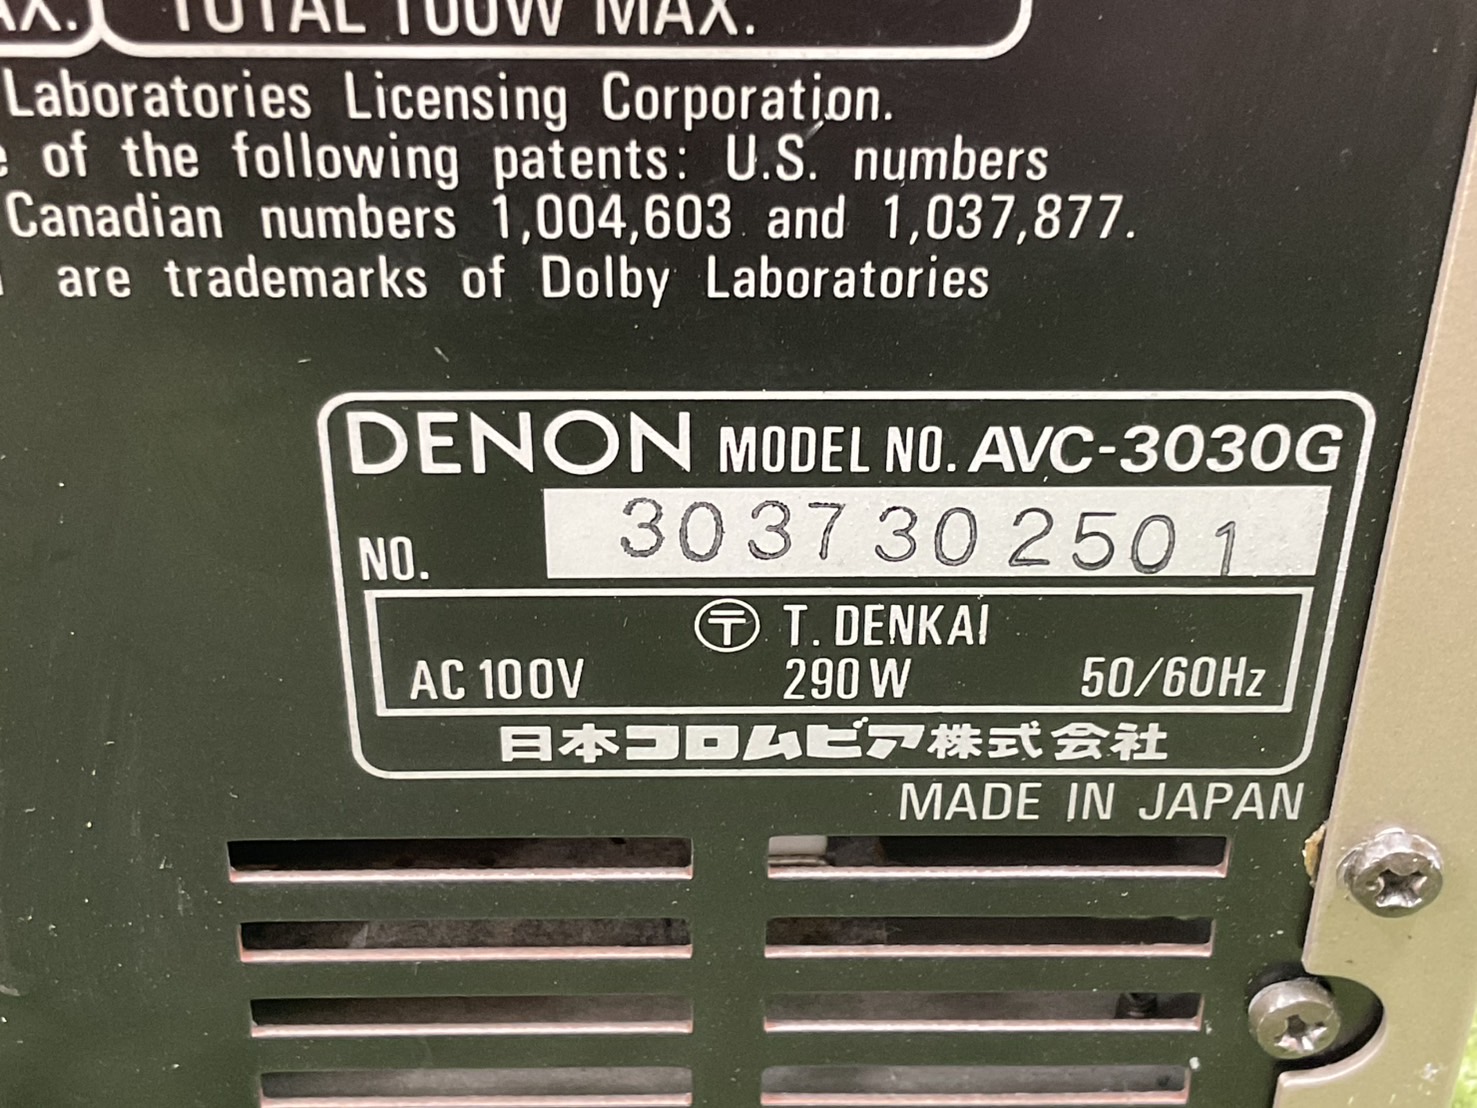 TOTAL 100W MAX.
Laboratories Licensing Corporation.
of the following patents: U.S. numbers
Canadian numbers 1,004,603 and 1,037,877.
are trademarks of Dolby Laboratories
DENON MODEL NO. AVC-3030G
NO. 3037302501
〒 T. DENKAI
AC 100V 290W 50/60Hz
日本コロムビア株式会社
MADE IN JAPAN